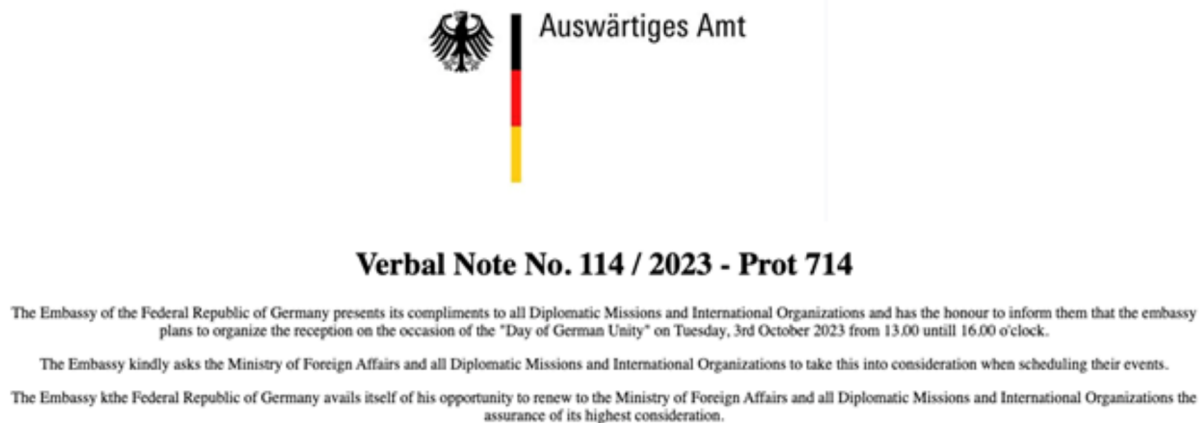 Auswärtiges Amt
Verbal Note No. 114 / 2023 - Prot 714
The Embassy of the Federal Republic of Germany presents its compliments to all Diplomatic Missions and International Organizations and has the honour to inform them that the embassy
plans to organize the reception on the occasion of the "Day of German Unity" on Tuesday, 3rd October 2023 from 13.00 untill 16.00 o'clock.
The Embassy kindly asks the Ministry of Foreign Affairs and all Diplomatic Missions and International Organizations to take this into consideration when scheduling their events.
The Embassy kthe Federal Republic of Germany avails itself of his opportunity to renew to the Ministry of Foreign Affairs and all Diplomatic Missions and International Organizations the
assurance of its highest consideration.